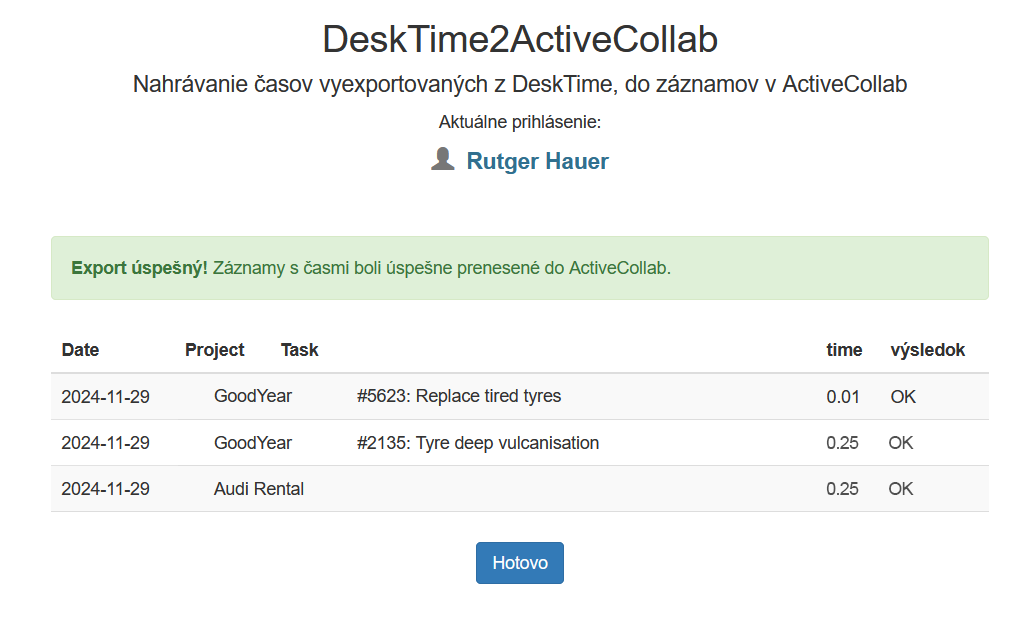 DeskTime2ActiveCollab
Nahrávanie časov vyexportovaných z DeskTime, do záznamov v ActiveCollab
Aktuálne prihlásenie:
Rutger Hauer
Export úspešný! Záznamy s časmi boli úspešne prenesené do ActiveCollab.
Date Project Task time výsledok
2024-11-29 GoodYear #5623: Replace tired tyres 0.01 OK
2024-11-29 GoodYear #2135: Tyre deep vulcanisation 0.25 OK
2024-11-29 Audi Rental 0.25 OK
Hotovo